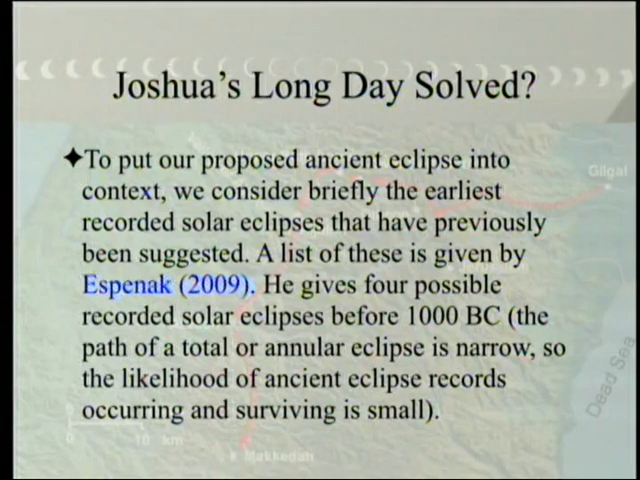 Joshua's Long Day Solved?
✦To put our proposed ancient eclipse into
context, we consider briefly the earliest
Gilgal
recorded solar eclipses that have previously
been suggested. A list of these is given by
Espenak (2009). He gives four possible
recorded solar eclipses before 1000 BC (the
path of a total or annular eclipse is narrow, so
the likelihood of ancient eclipse records
Dead Sea
occurring and surviving is small).
0 10 km
Makkedah